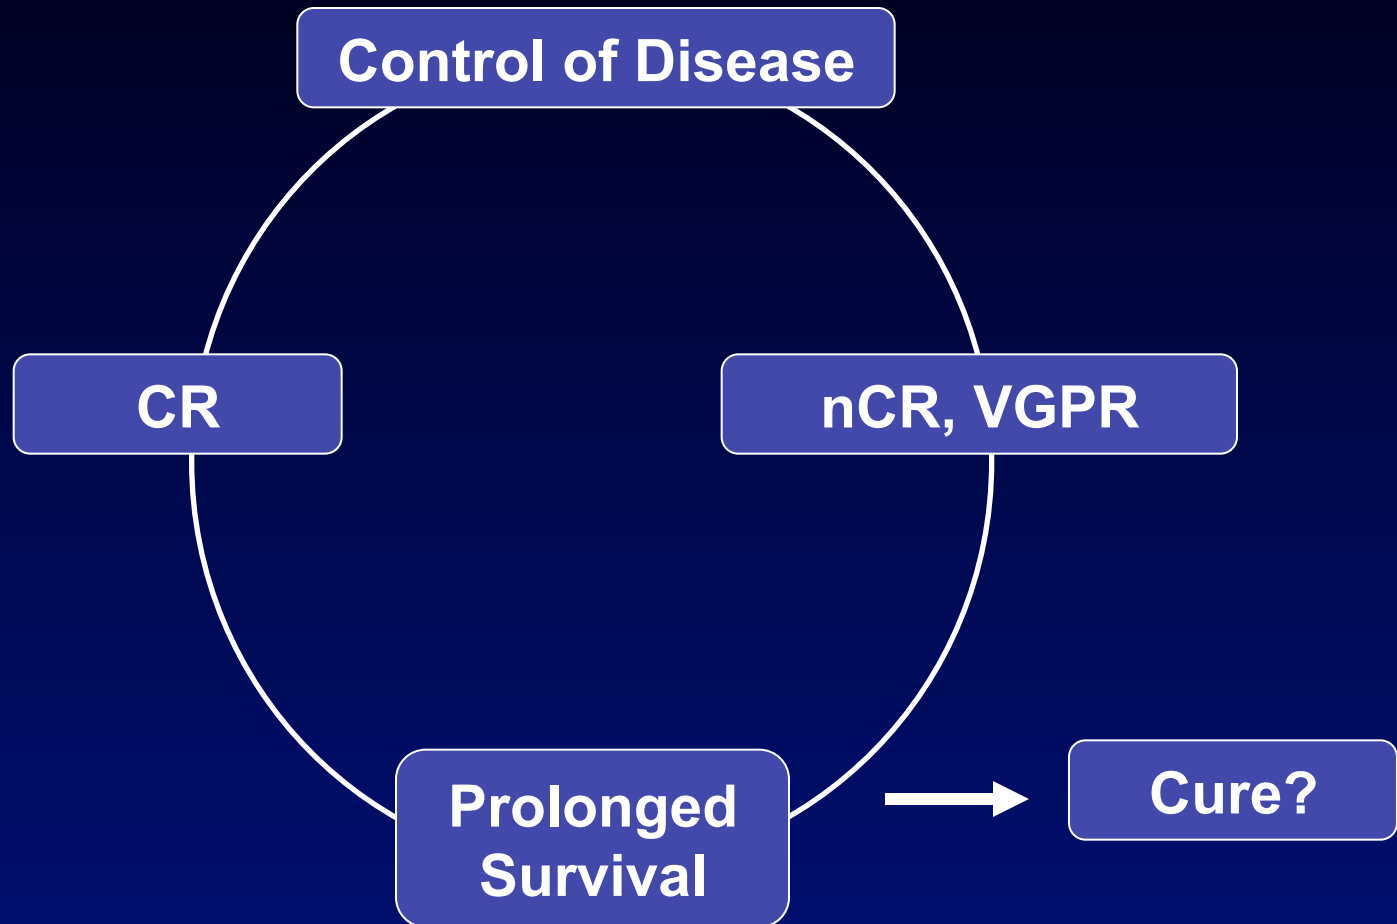 Control of Disease
CR
nCR, VGPR
Prolonged
Survival
Cure?